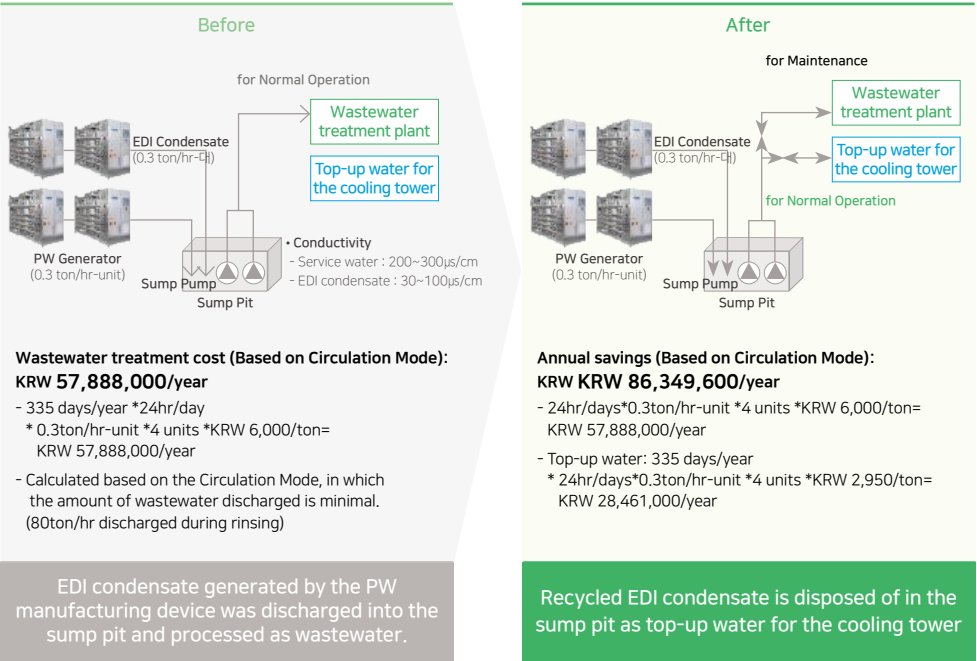 Before
for Normal Operation
Wastewater
treatment plant
EDI Condensate
(0.3 ton/hr-대)
Top-up water for
the cooling tower
PW Generator
(0.3 ton/hr-unit)
Sump Pump
Sump Pit
• Conductivity
- Service water : 200~300µs/cm
- EDI condensate : 30~100µs/cm
Wastewater treatment cost (Based on Circulation Mode):
KRW 57,888,000/year
- 335 days/year *24hr/day
* 0.3ton/hr-unit *4 units *KRW 6,000/ton=
KRW 57,888,000/year
- Calculated based on the Circulation Mode, in which
the amount of wastewater discharged is minimal.
(80ton/hr discharged during rinsing)
EDI condensate generated by the PW
manufacturing device was discharged into the
sump pit and processed as wastewater.
After
for Maintenance
Wastewater
treatment plant
EDI Condensate
(0.3 ton/hr-대)
Top-up water for
the cooling tower
for Normal Operation
PW Generator
(0.3 ton/hr-unit)
Sump Pump
Sump Pit
Annual savings (Based on Circulation Mode):
KRW KRW 86,349,600/year
- 24hr/days*0.3ton/hr-unit *4 units *KRW 6,000/ton=
KRW 57,888,000/year
- Top-up water: 335 days/year
* 24hr/days*0.3ton/hr-unit *4 units *KRW 2,950/ton=
KRW 28,461,000/year
Recycled EDI condensate is disposed of in the
sump pit as top-up water for the cooling tower